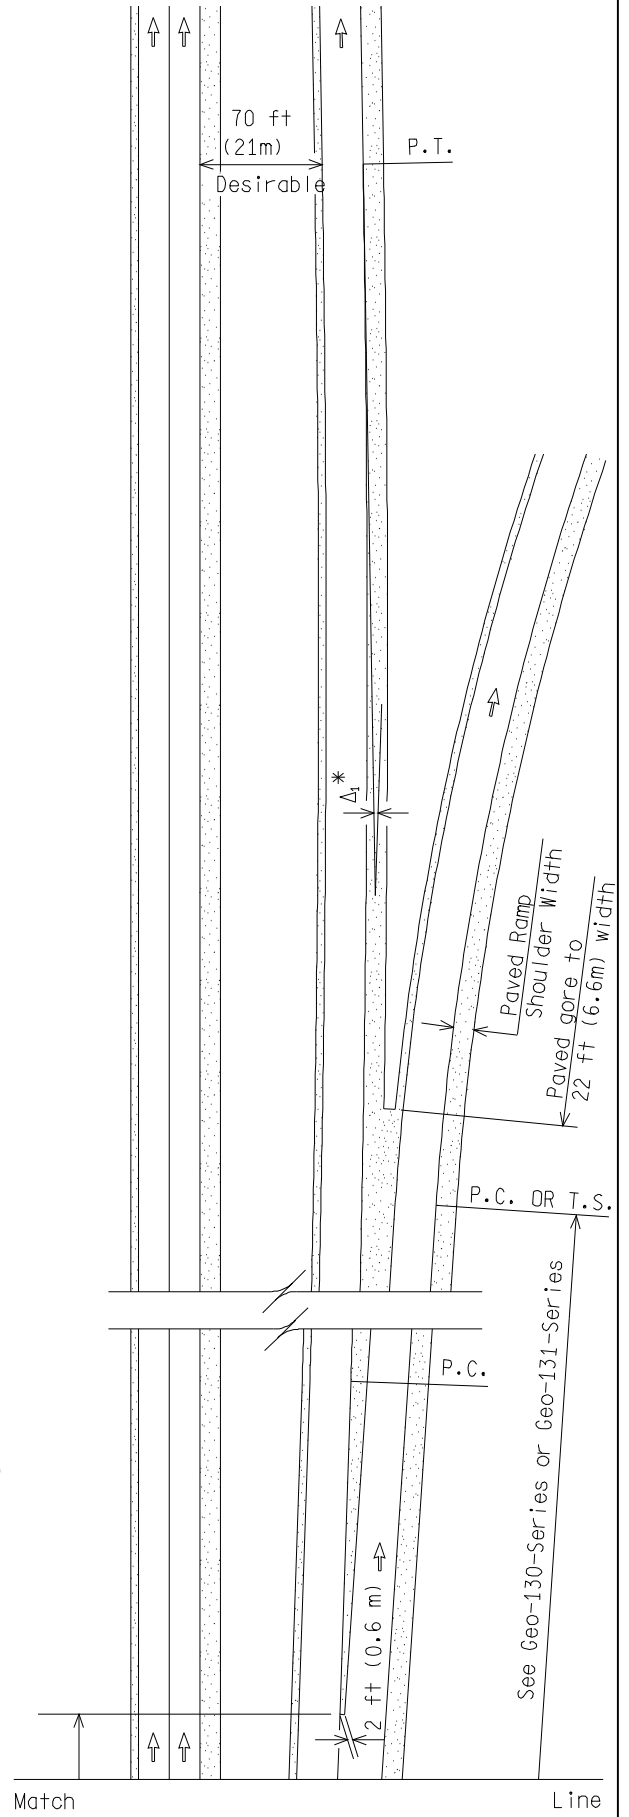 70 ft
(21m)
Desirable
P.T.
*
Δ1
Paved Ramp
Shoulder Width
Paved gore to
22 ft (6.6m) width
P.C. OR T.S.
P.C.
See Geo-130-Series or Geo-131-Series
2 ft (0.6 m)
Match
Line